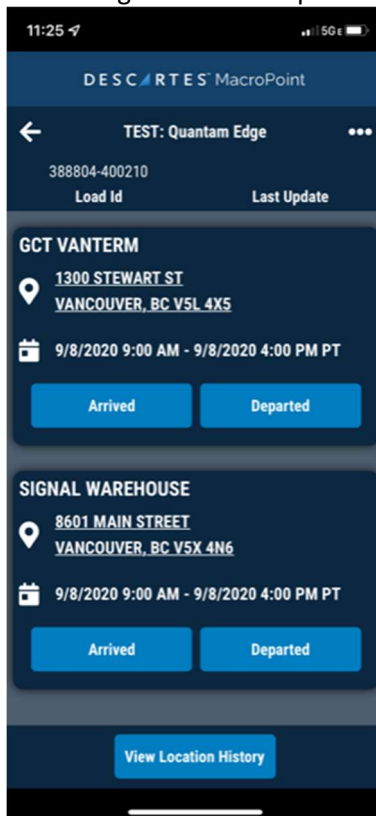 11:25
5G E
DESCARTES MacroPoint
TEST: Quantam Edge
388804-400210
Load Id
Last Update
GCT VANTERM
1300 STEWART ST
VANCOUVER, BC V5L 4X5
9/8/2020 9:00 AM - 9/8/2020 4:00 PM PT
Arrived
Departed
SIGNAL WAREHOUSE
8601 MAIN STREET
VANCOUVER, BC V5X 4N6
9/8/2020 9:00 AM - 9/8/2020 4:00 PM PT
Arrived
Departed
View Location History